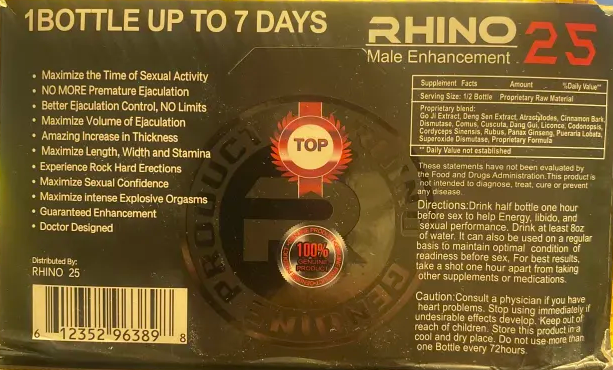 1BOTTLE UP TO 7 DAYS
• Maximize the Time of Sexual Activity
• NO MORE Premature Ejaculation
• Better Ejaculation Control, NO Limits
• Maximize Volume of Ejaculation
• Amazing Increase in Thickness
• Maximize Length, Width and Stamina
• Experience Rock Hard Erections
• Maximize Sexual Confidence
• Maximize intense Explosive Orgasms
• Guaranteed Enhancement
• Doctor Designed
Distributed By:
RHINO 25
6 12352 96389 8
TOP
100%
GENUINE
PRODUCT
RHINO 25
Male Enhancement
Supplement Facts Amount %Daily Value**
Serving Size: 1/2 Bottle Proprietary Raw Material
Proprietary blend:
Go Ji Extract, Deng Sen Extract, Atractylodes, Cinnamon Bark,
Dismutase, Cornus, Cuscuta, Dang Gui, Licorice, Codonopsis,
Cordyceps Sinensis, Rubus, Panax Ginseng, Pueraria Lobata,
Superoxide Dismutase, Proprietary Formula
** Daily Value not established
These statements have not been evaluated by
the Food and Drugs Administration.This product is
not intended to diagnose, treat, cure or prevent
any disease.
Directions:Drink half bottle one hour
before sex to help Energy, libido, and
sexual performance. Drink at least 8oz
of water. It can also be used on a regular
basis to maintain optimal condition of
readiness before sex, For best results,
take a shot one hour apart from taking
other supplements or medications.
Caution:Consult a physician if you have
heart problems. Stop using immediately if
undesirable effects develop. Keep out of
reach of children. Store this product in a
cool and dry place. Do not use more than
one Bottle every 72hours.